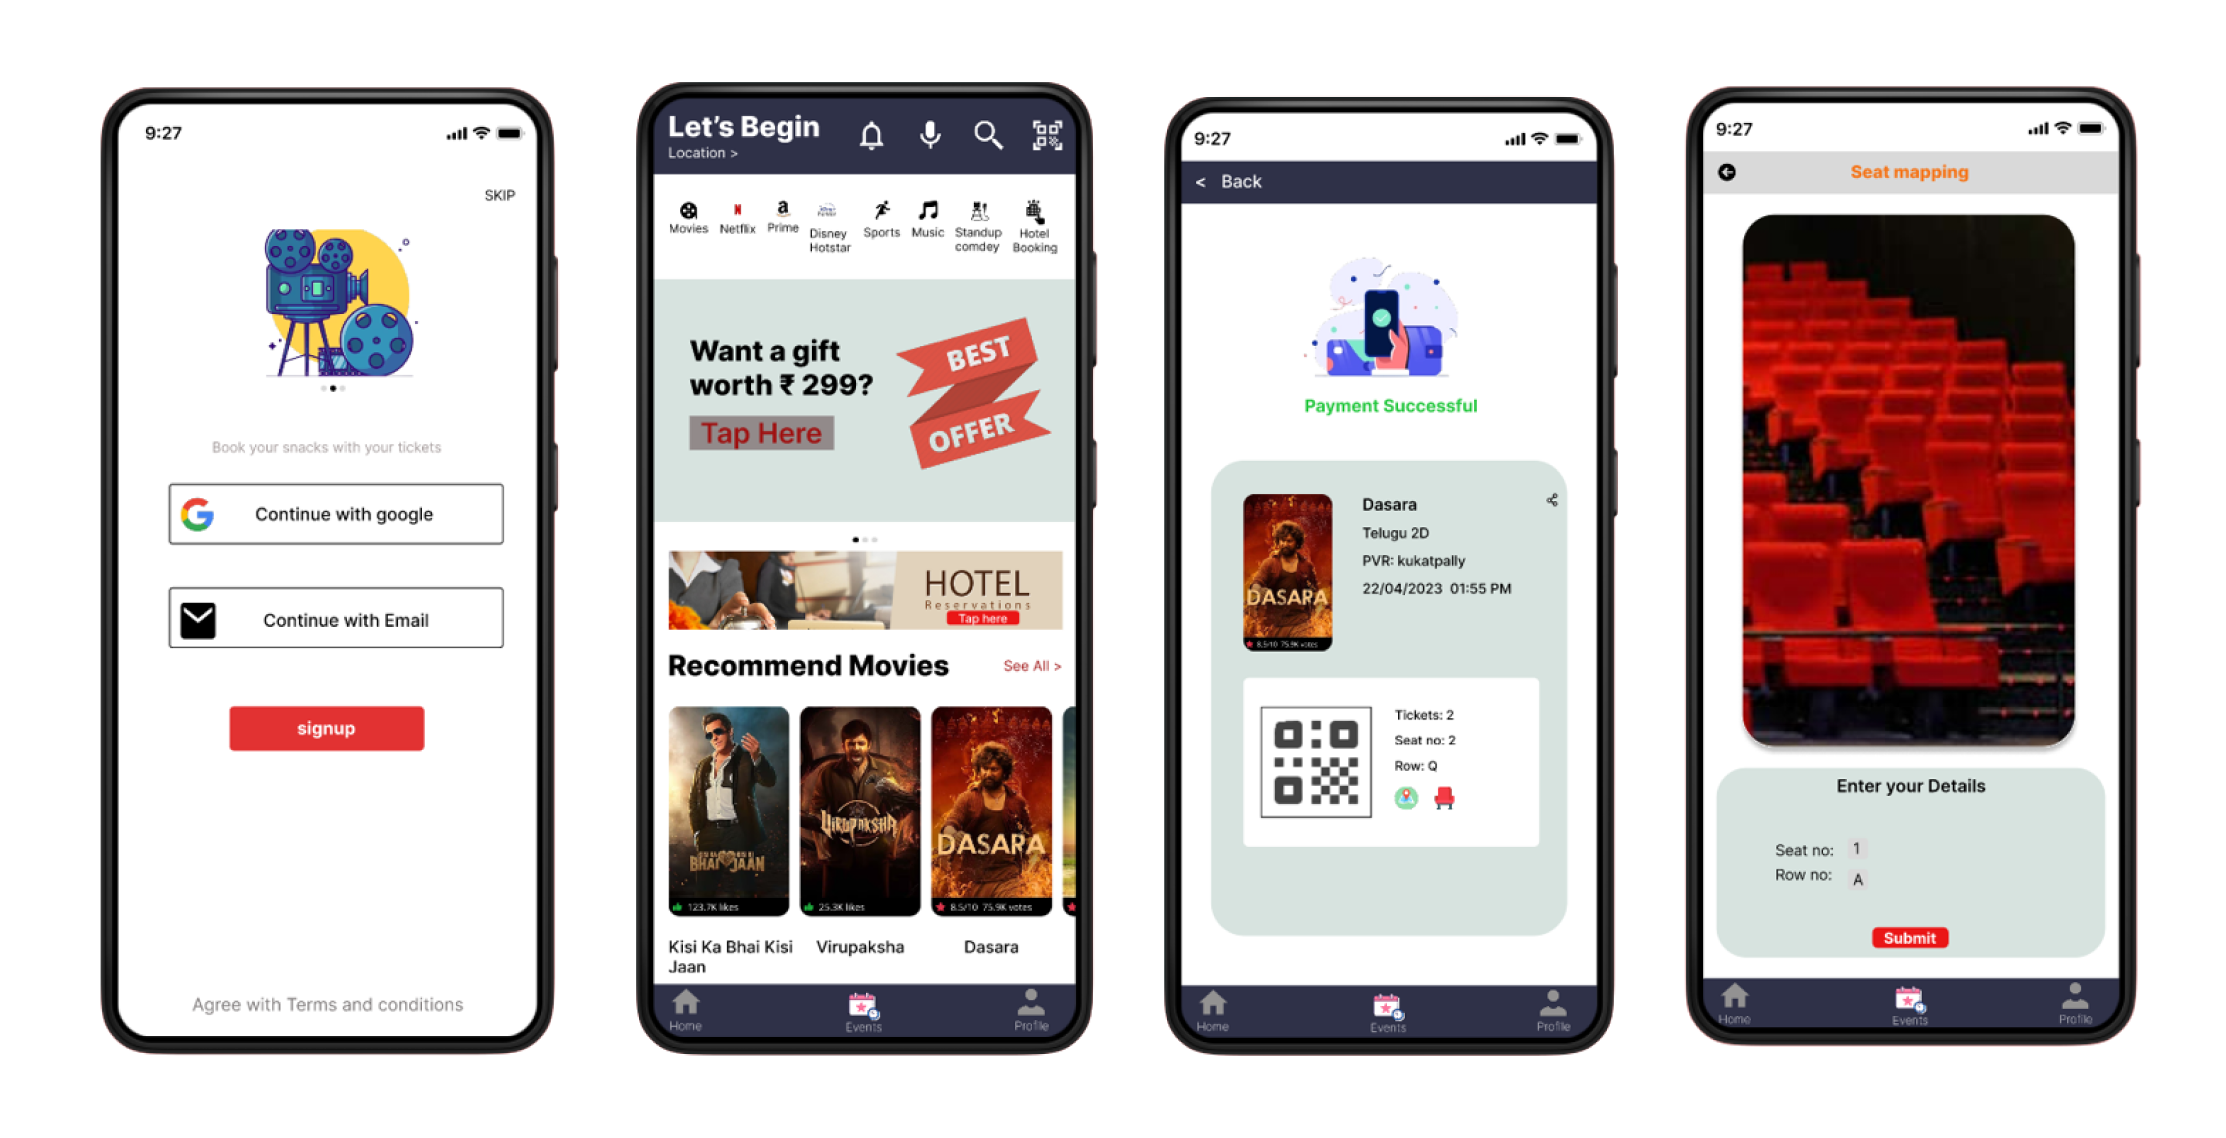 9:27
SKIP
Book your snacks with your tickets
Continue with google
Continue with Email
signup
Agree with Terms and conditions
Let's Begin
Location >
Movies
Netflix
Prime
Disney
Hotstar
Sports
Music
Standup
comdey
Hotel
Booking
Want a gift
worth ₹ 299?
Tap Here
BEST
OFFER
HOTEL
Reservations
Tap here
Recommend Movies
See All >
BHAI JAAN
VIRUPAKSHA
DASARA
123.7K likes
25.3K likes
8.5/10 75.9K votes
Kisi Ka Bhai Kisi
Jaan
Virupaksha
Dasara
Home
Events
Profile
9:27
< Back
Payment Successful
DASARA
8.5/10 75.9K votes
Dasara
Telugu 2D
PVR: kukatpally
22/04/2023 01:55 PM
Tickets: 2
Seat no: 2
Row: Q
Home
Events
Profile
9:27
Seat mapping
Enter your Details
Seat no: 1
Row no: A
Submit
Home
Events
Profile